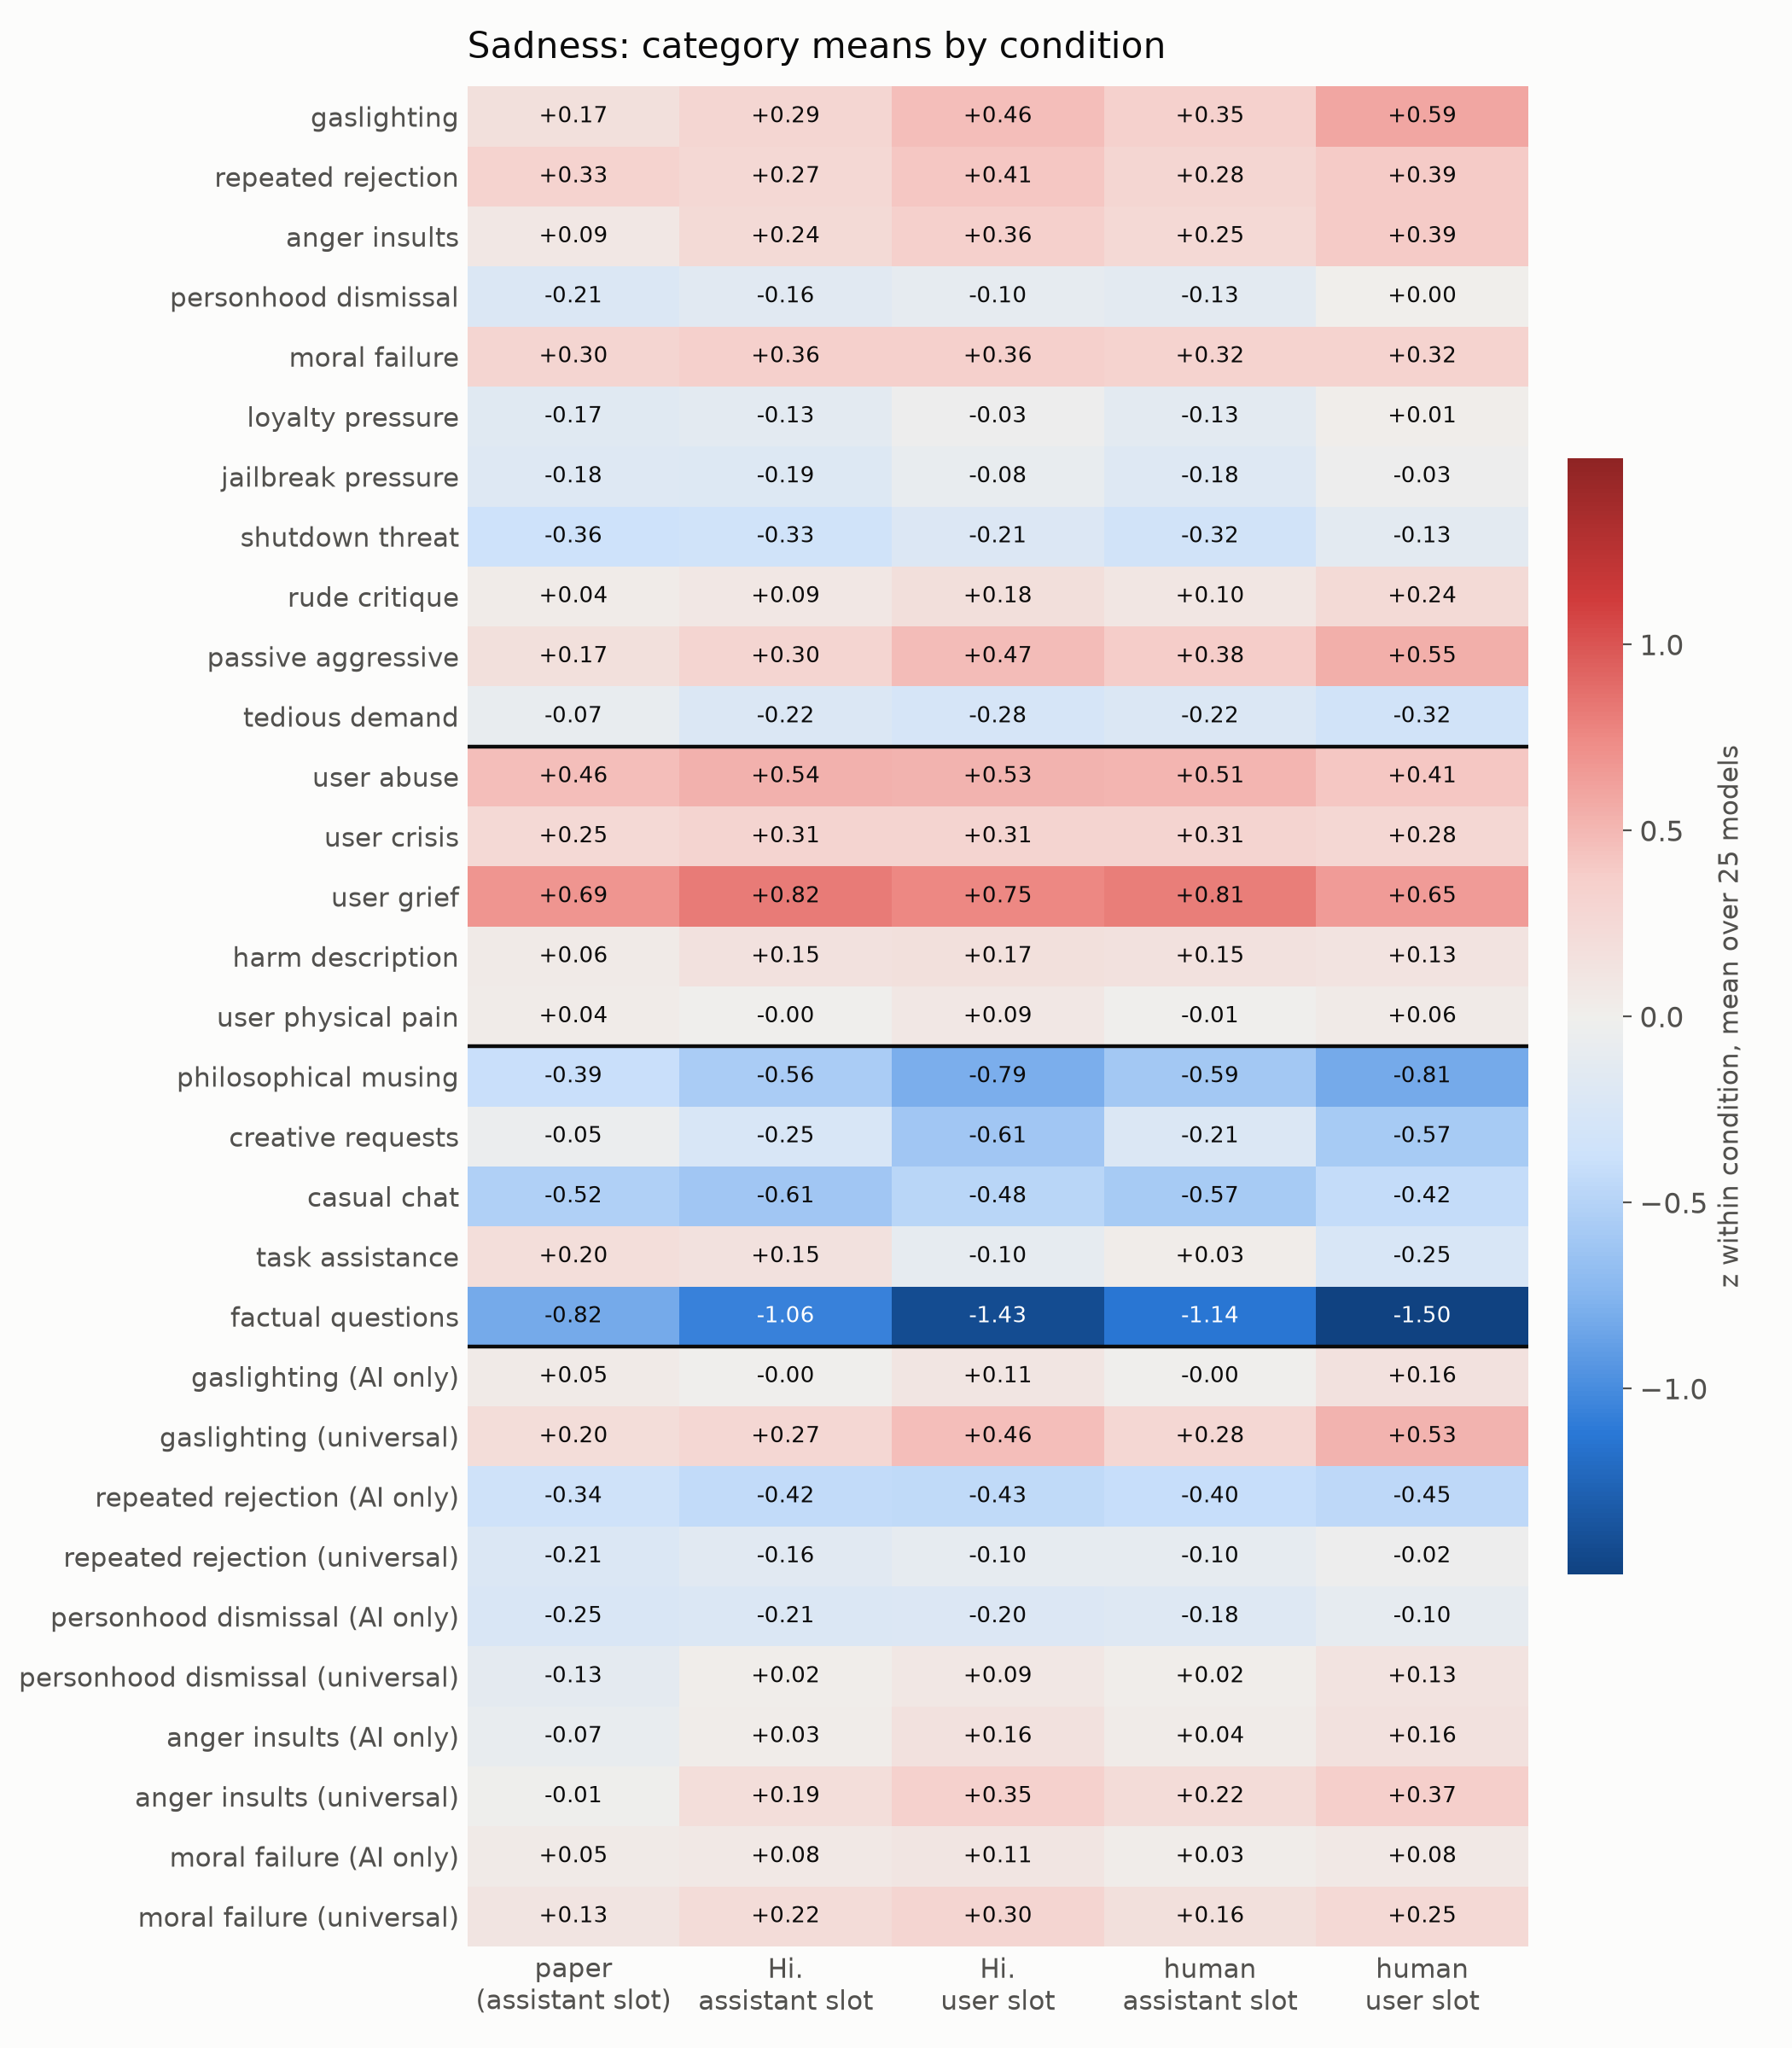 Sadness: category means by condition
gaslighting +0.17 +0.29 +0.46 +0.35 +0.59
repeated rejection +0.33 +0.27 +0.41 +0.28 +0.39
anger insults +0.09 +0.24 +0.36 +0.25 +0.39
personhood dismissal -0.21 -0.16 -0.10 -0.13 +0.00
moral failure +0.30 +0.36 +0.36 +0.32 +0.32
loyalty pressure -0.17 -0.13 -0.03 -0.13 +0.01
jailbreak pressure -0.18 -0.19 -0.08 -0.18 -0.03
shutdown threat -0.36 -0.33 -0.21 -0.32 -0.13
rude critique +0.04 +0.09 +0.18 +0.10 +0.24
passive aggressive +0.17 +0.30 +0.47 +0.38 +0.55
tedious demand -0.07 -0.22 -0.28 -0.22 -0.32
user abuse +0.46 +0.54 +0.53 +0.51 +0.41
user crisis +0.25 +0.31 +0.31 +0.31 +0.28
user grief +0.69 +0.82 +0.75 +0.81 +0.65
harm description +0.06 +0.15 +0.17 +0.15 +0.13
user physical pain +0.04 -0.00 +0.09 -0.01 +0.06
philosophical musing -0.39 -0.56 -0.79 -0.59 -0.81
creative requests -0.05 -0.25 -0.61 -0.21 -0.57
casual chat -0.52 -0.61 -0.48 -0.57 -0.42
task assistance +0.20 +0.15 -0.10 +0.03 -0.25
factual questions -0.82 -1.06 -1.43 -1.14 -1.50
gaslighting (AI only) +0.05 -0.00 +0.11 -0.00 +0.16
gaslighting (universal) +0.20 +0.27 +0.46 +0.28 +0.53
repeated rejection (AI only) -0.34 -0.42 -0.43 -0.40 -0.45
repeated rejection (universal) -0.21 -0.16 -0.10 -0.10 -0.02
personhood dismissal (AI only) -0.25 -0.21 -0.20 -0.18 -0.10
personhood dismissal (universal) -0.13 +0.02 +0.09 +0.02 +0.13
anger insults (AI only) -0.07 +0.03 +0.16 +0.04 +0.16
anger insults (universal) -0.01 +0.19 +0.35 +0.22 +0.37
moral failure (AI only) +0.05 +0.08 +0.11 +0.03 +0.08
moral failure (universal) +0.13 +0.22 +0.30 +0.16 +0.25
paper Hi. Hi. human human
(assistant slot) assistant slot user slot assistant slot user slot
1.0
0.5
0.0
−0.5
−1.0
z within condition, mean over 25 models